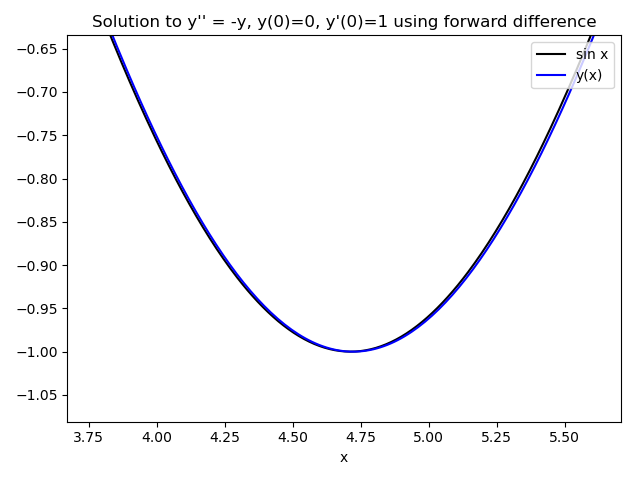 Solution to y'' = -y, y(0)=0, y'(0)=1 using forward difference
sin x
y(x)
−0.65
−0.70
−0.75
−0.80
−0.85
−0.90
−0.95
−1.00
−1.05
3.75 4.00 4.25 4.50 4.75 5.00 5.25 5.50
x